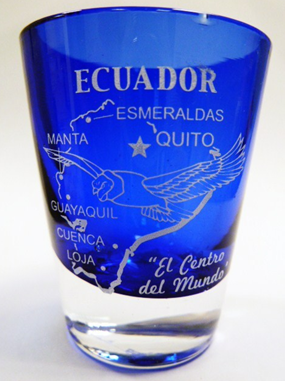 ECUADOR
ESMERALDAS
MANTA
QUITO
GUAYAQUIL
CUENCA
LOJA
"El Centro
del Mundo"